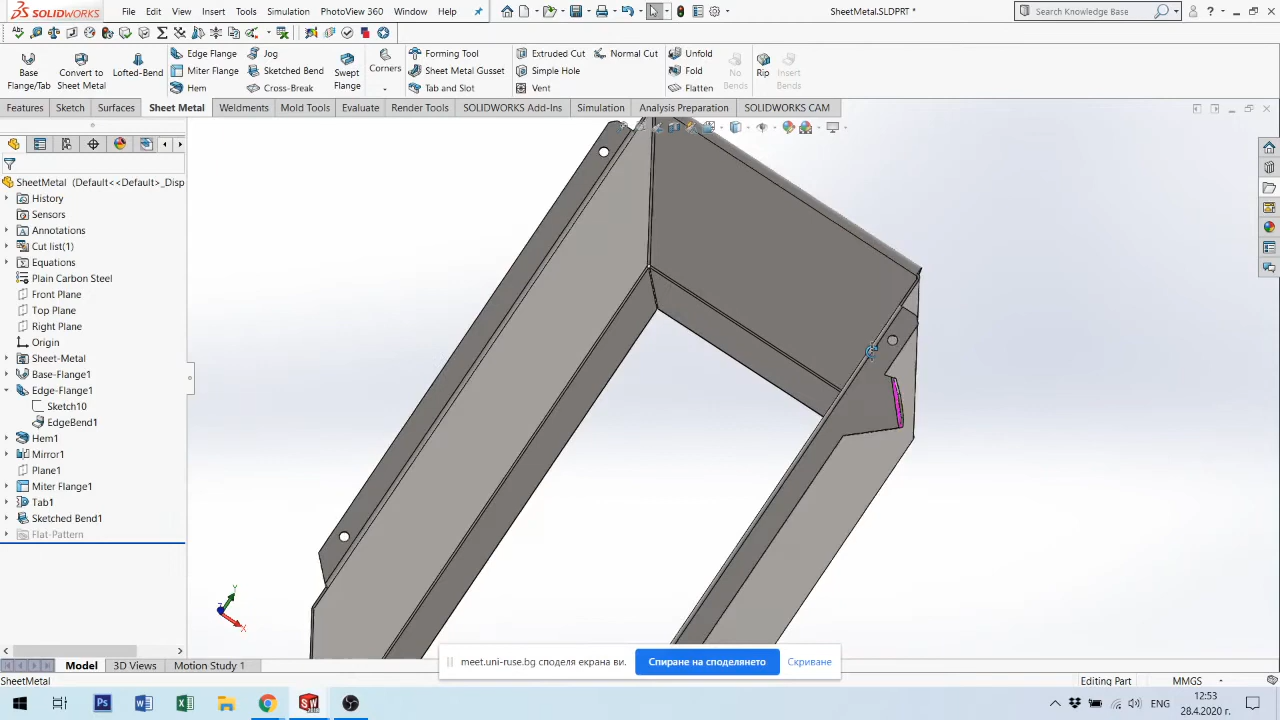 SOLIDWORKS File Edit View Insert Tools Simulation PhotoView 360 Window Help SheetMetal.SLDPRT * Search Knowledge Base
Base Flange/Tab
Convert to Sheet Metal
Lofted-Bend
Edge Flange
Miter Flange
Hem
Jog
Sketched Bend
Cross-Break
Swept Flange
Corners
Forming Tool
Sheet Metal Gusset
Tab and Slot
Extruded Cut
Simple Hole
Vent
Normal Cut
Unfold
Fold
Flatten
No Bends
Rip
Insert Bends
Features Sketch Surfaces Sheet Metal Weldments Mold Tools Evaluate Render Tools SOLIDWORKS Add-Ins Simulation Analysis Preparation SOLIDWORKS CAM
SheetMetal (Default<<Default>_Disp
History
Sensors
Annotations
Cut list(1)
Equations
Plain Carbon Steel
Front Plane
Top Plane
Right Plane
Origin
Sheet-Metal
Base-Flange1
Edge-Flange1
Sketch10
EdgeBend1
Hem1
Mirror1
Plane1
Miter Flange1
Tab1
Sketched Bend1
Flat-Pattern
Y
Z
X
meet.uni-ruse.bg споделя екрана ви. Спиране на споделянето Скриване
Model 3D Views Motion Study 1
SheetMetal Editing Part MMGS
ENG 12:53
28.4.2020 г.